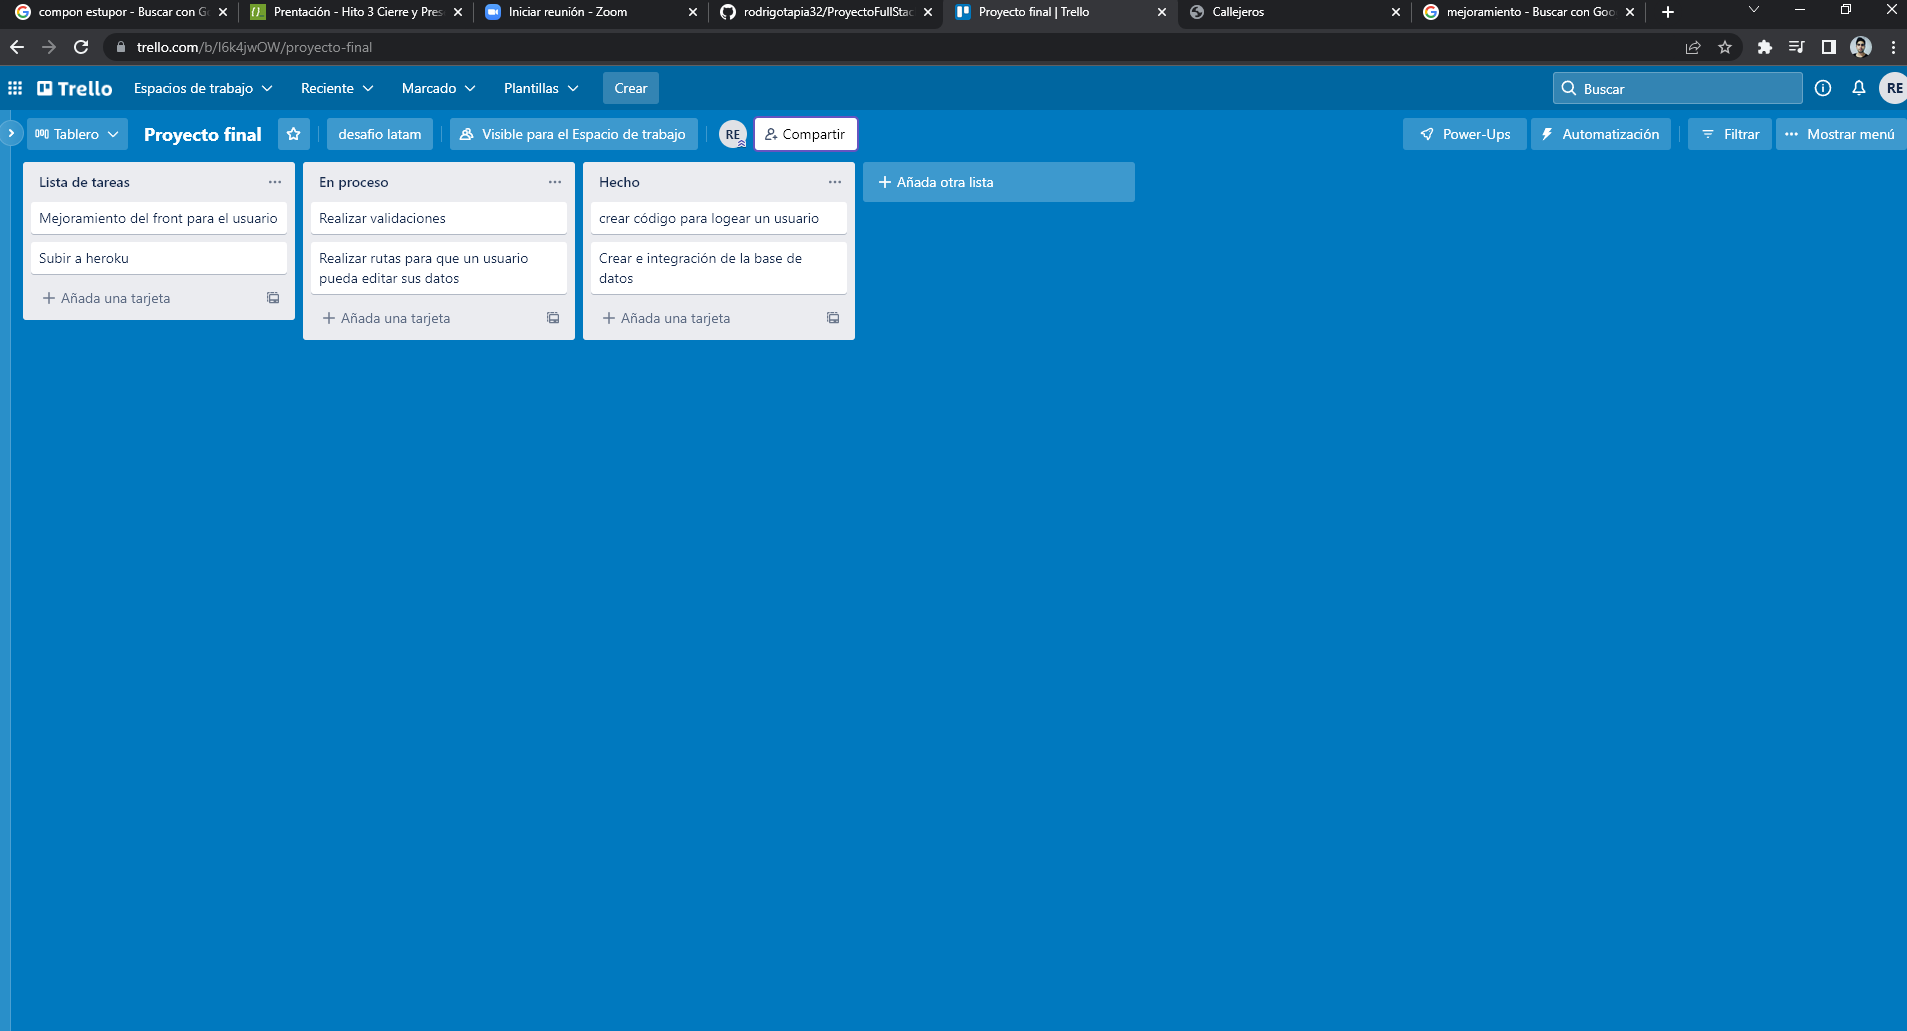 compon estupor - Buscar con G
Prentación - Hito 3 Cierre y Pres
Iniciar reunión - Zoom
rodrigotapia32/ProyectoFullStac
Proyecto final | Trello
Callejeros
mejoramiento - Buscar con Goo
trello.com/b/l6k4jwOW/proyecto-final
Trello
Espacios de trabajo
Reciente
Marcado
Plantillas
Crear
Buscar
RE
Tablero
Proyecto final
desafio latam
Visible para el Espacio de trabajo
RE
Compartir
Power-Ups
Automatización
Filtrar
Mostrar menú
Lista de tareas
Mejoramiento del front para el usuario
Subir a heroku
Añada una tarjeta
En proceso
Realizar validaciones
Realizar rutas para que un usuario
pueda editar sus datos
Añada una tarjeta
Hecho
crear código para logear un usuario
Crear e integración de la base de
datos
Añada una tarjeta
Añada otra lista